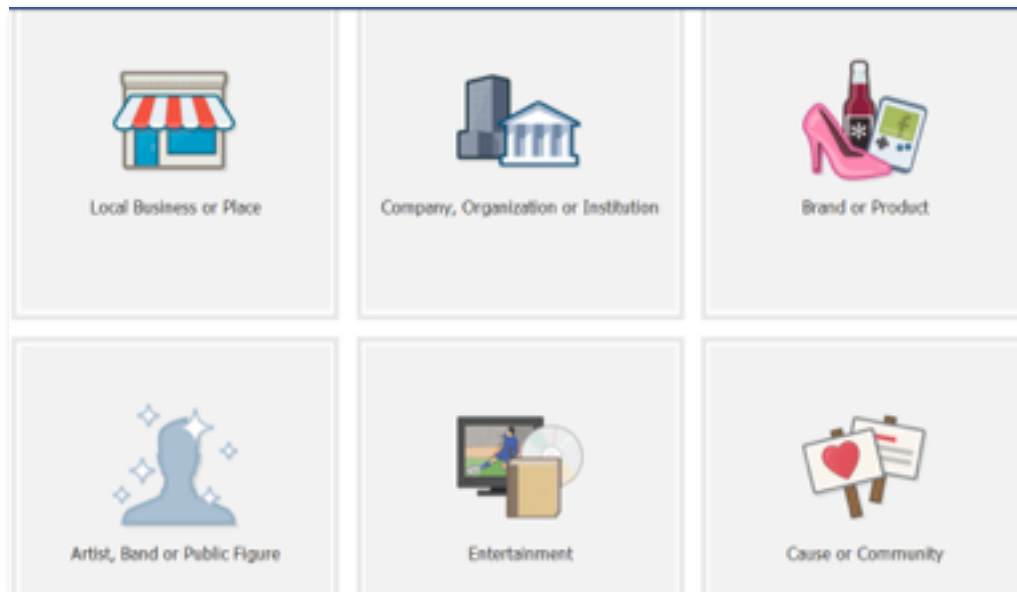 Local Business or Place
Company, Organization or Institution
Brand or Product
Artist, Band or Public Figure
Entertainment
Cause or Community